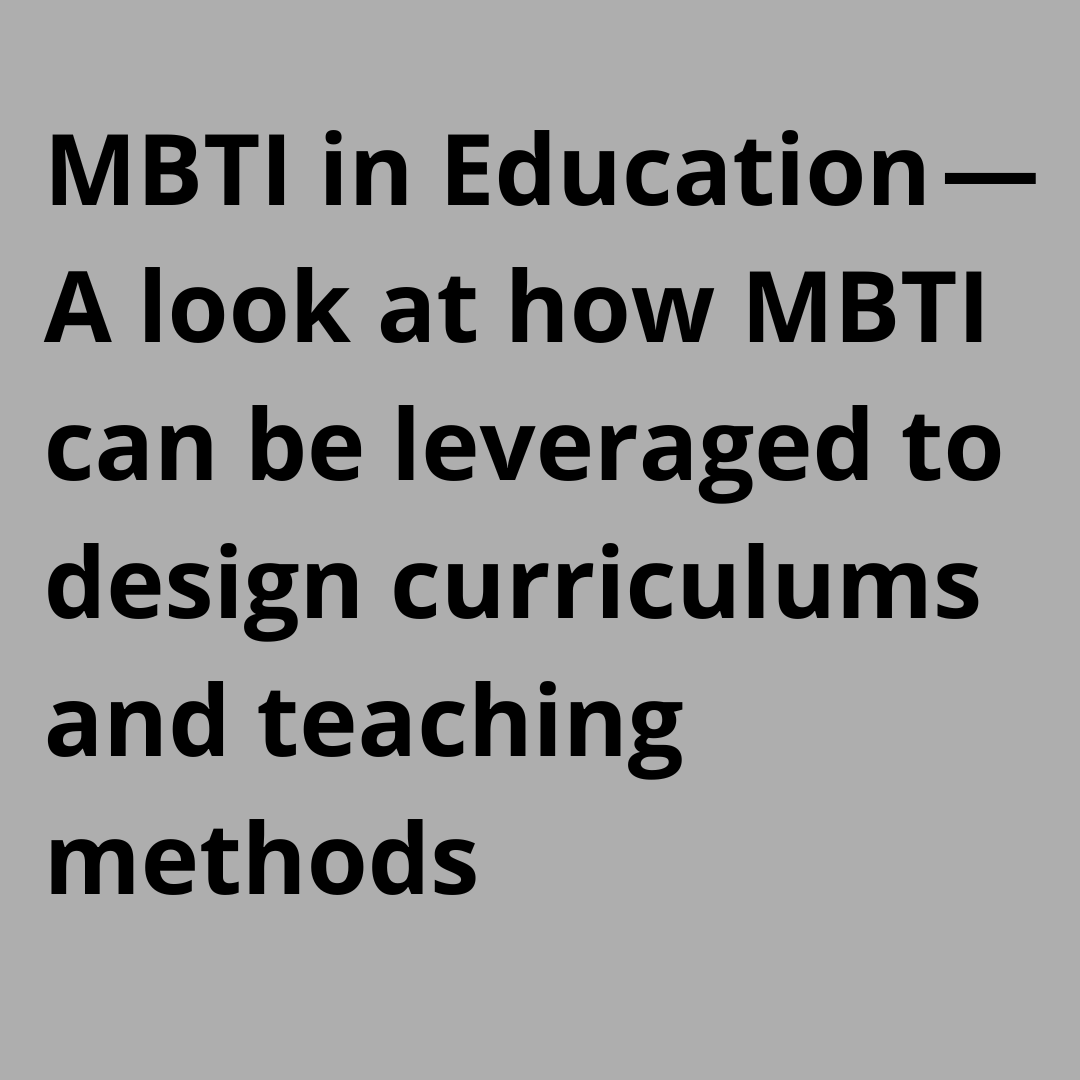 MBTI in Education—
A look at how MBTI
can be leveraged to
design curriculums
and teaching
methods